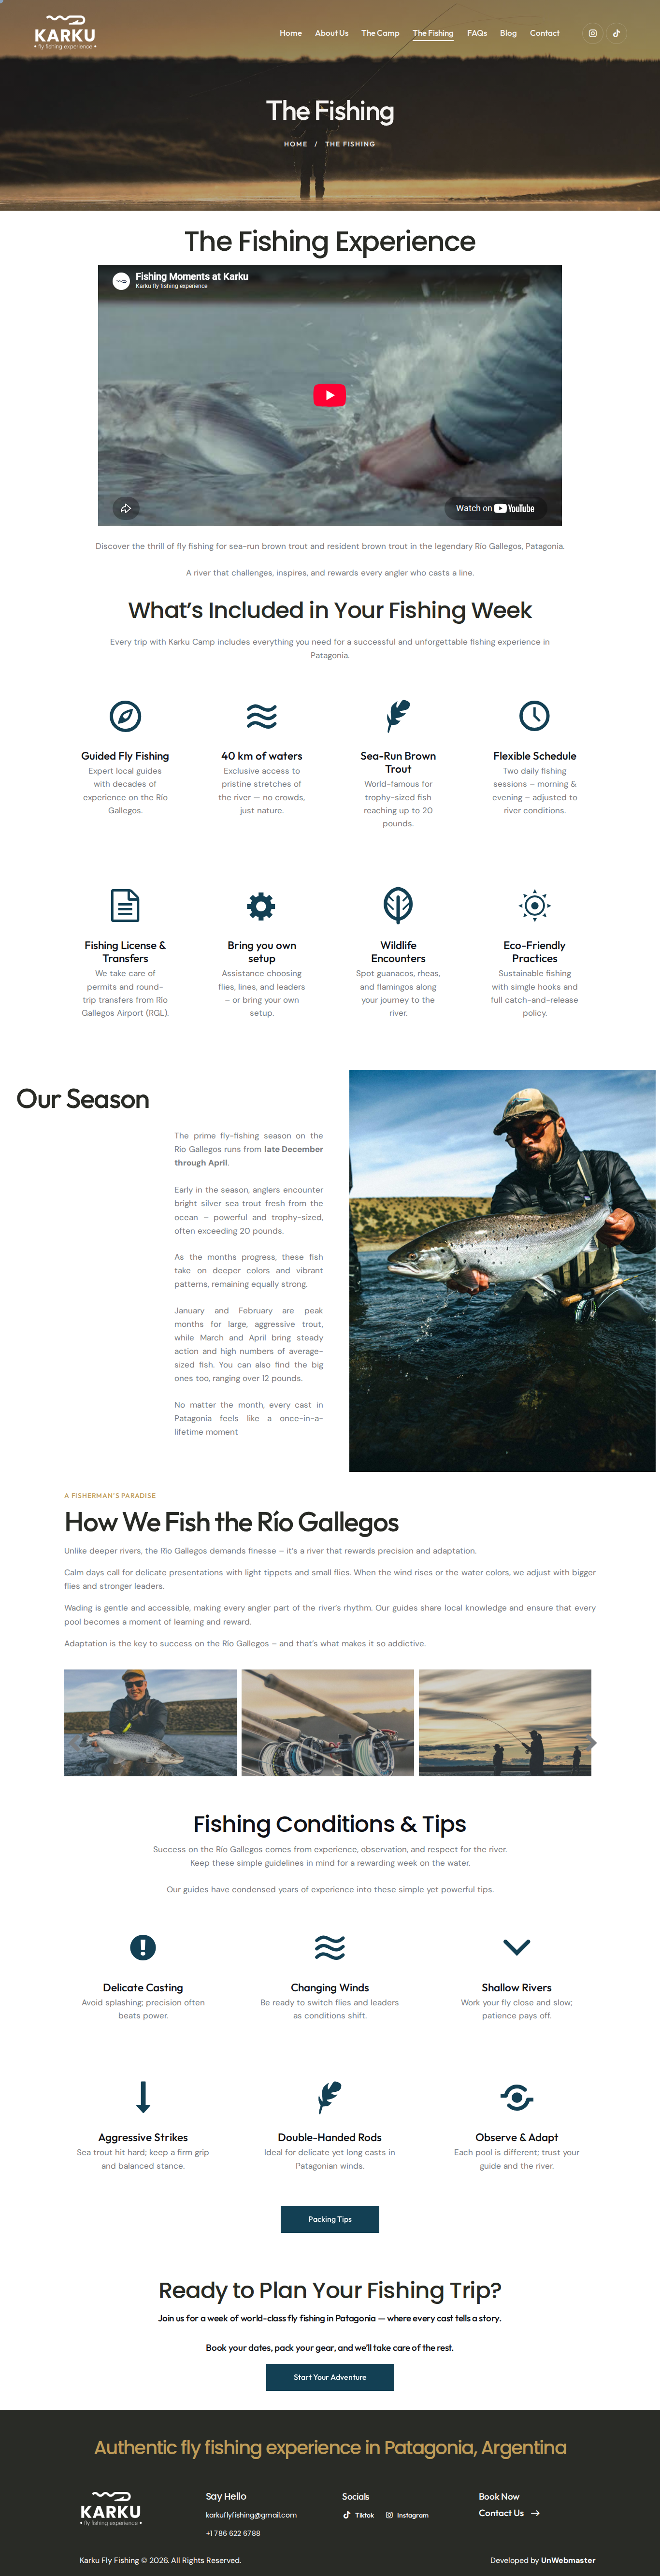 KARKU
fly fishing experience
Home About Us The Camp The Fishing FAQs Blog Contact
The Fishing
HOME / THE FISHING
The Fishing Experience
Fishing Moments at Karku
Karku fly fishing experience
Watch on YouTube
Discover the thrill of fly fishing for sea-run brown trout and resident brown trout in the legendary Río Gallegos, Patagonia.
A river that challenges, inspires, and rewards every angler who casts a line.
What's Included in Your Fishing Week
Every trip with Karku Camp includes everything you need for a successful and unforgettable fishing experience in
Patagonia.
Guided Fly Fishing
Expert local guides
with decades of
experience on the Río
Gallegos.
40 km of waters
Exclusive access to
pristine stretches of
the river — no crowds,
just nature.
Sea-Run Brown
Trout
World-famous for
trophy-sized fish
reaching up to 20
pounds.
Flexible Schedule
Two daily fishing
sessions – morning &
evening – adjusted to
river conditions.
Fishing License &
Transfers
We take care of
permits and round-
trip transfers from Río
Gallegos Airport (RGL).
Bring you own
setup
Assistance choosing
flies, lines, and leaders
– or bring your own
setup.
Wildlife
Encounters
Spot guanacos, rheas,
and flamingos along
your journey to the
river.
Eco-Friendly
Practices
Sustainable fishing
with simgle hooks and
full catch-and-release
policy.
Our Season
The prime fly-fishing season on the
Río Gallegos runs from late December
through April.
Early in the season, anglers encounter
bright silver sea trout fresh from the
ocean – powerful and trophy-sized,
often exceeding 20 pounds.
As the months progress, these fish
take on deeper colors and vibrant
patterns, remaining equally strong.
January and February are peak
months for large, aggressive trout,
while March and April bring steady
action and high numbers of average-
sized fish. You can also find the big
ones too, ranging over 12 pounds.
No matter the month, every cast in
Patagonia feels like a once-in-a-
lifetime moment
A FISHERMAN'S PARADISE
How We Fish the Río Gallegos
Unlike deeper rivers, the Río Gallegos demands finesse – it's a river that rewards precision and adaptation.
Calm days call for delicate presentations with light tippets and small flies. When the wind rises or the water colors, we adjust with bigger
flies and stronger leaders.
Wading is gentle and accessible, making every angler part of the river's rhythm. Our guides share local knowledge and ensure that every
pool becomes a moment of learning and reward.
Adaptation is the key to success on the Río Gallegos – and that's what makes it so addictive.
Fishing Conditions & Tips
Success on the Río Gallegos comes from experience, observation, and respect for the river.
Keep these simple guidelines in mind for a rewarding week on the water.
Our guides have condensed years of experience into these simple yet powerful tips.
Delicate Casting
Avoid splashing; precision often
beats power.
Changing Winds
Be ready to switch flies and leaders
as conditions shift.
Shallow Rivers
Work your fly close and slow;
patience pays off.
Aggressive Strikes
Sea trout hit hard; keep a firm grip
and balanced stance.
Double-Handed Rods
Ideal for delicate yet long casts in
Patagonian winds.
Observe & Adapt
Each pool is different; trust your
guide and the river.
Packing Tips
Ready to Plan Your Fishing Trip?
Join us for a week of world-class fly fishing in Patagonia — where every cast tells a story.
Book your dates, pack your gear, and we'll take care of the rest.
Start Your Adventure
Authentic fly fishing experience in Patagonia, Argentina
KARKU
fly fishing experience
Say Hello
karkuflyfishing@gmail.com
+1 786 622 6788
Socials
Tiktok Instagram
Book Now
Contact Us
Karku Fly Fishing © 2026. All Rights Reserved.
Developed by UnWebmaster